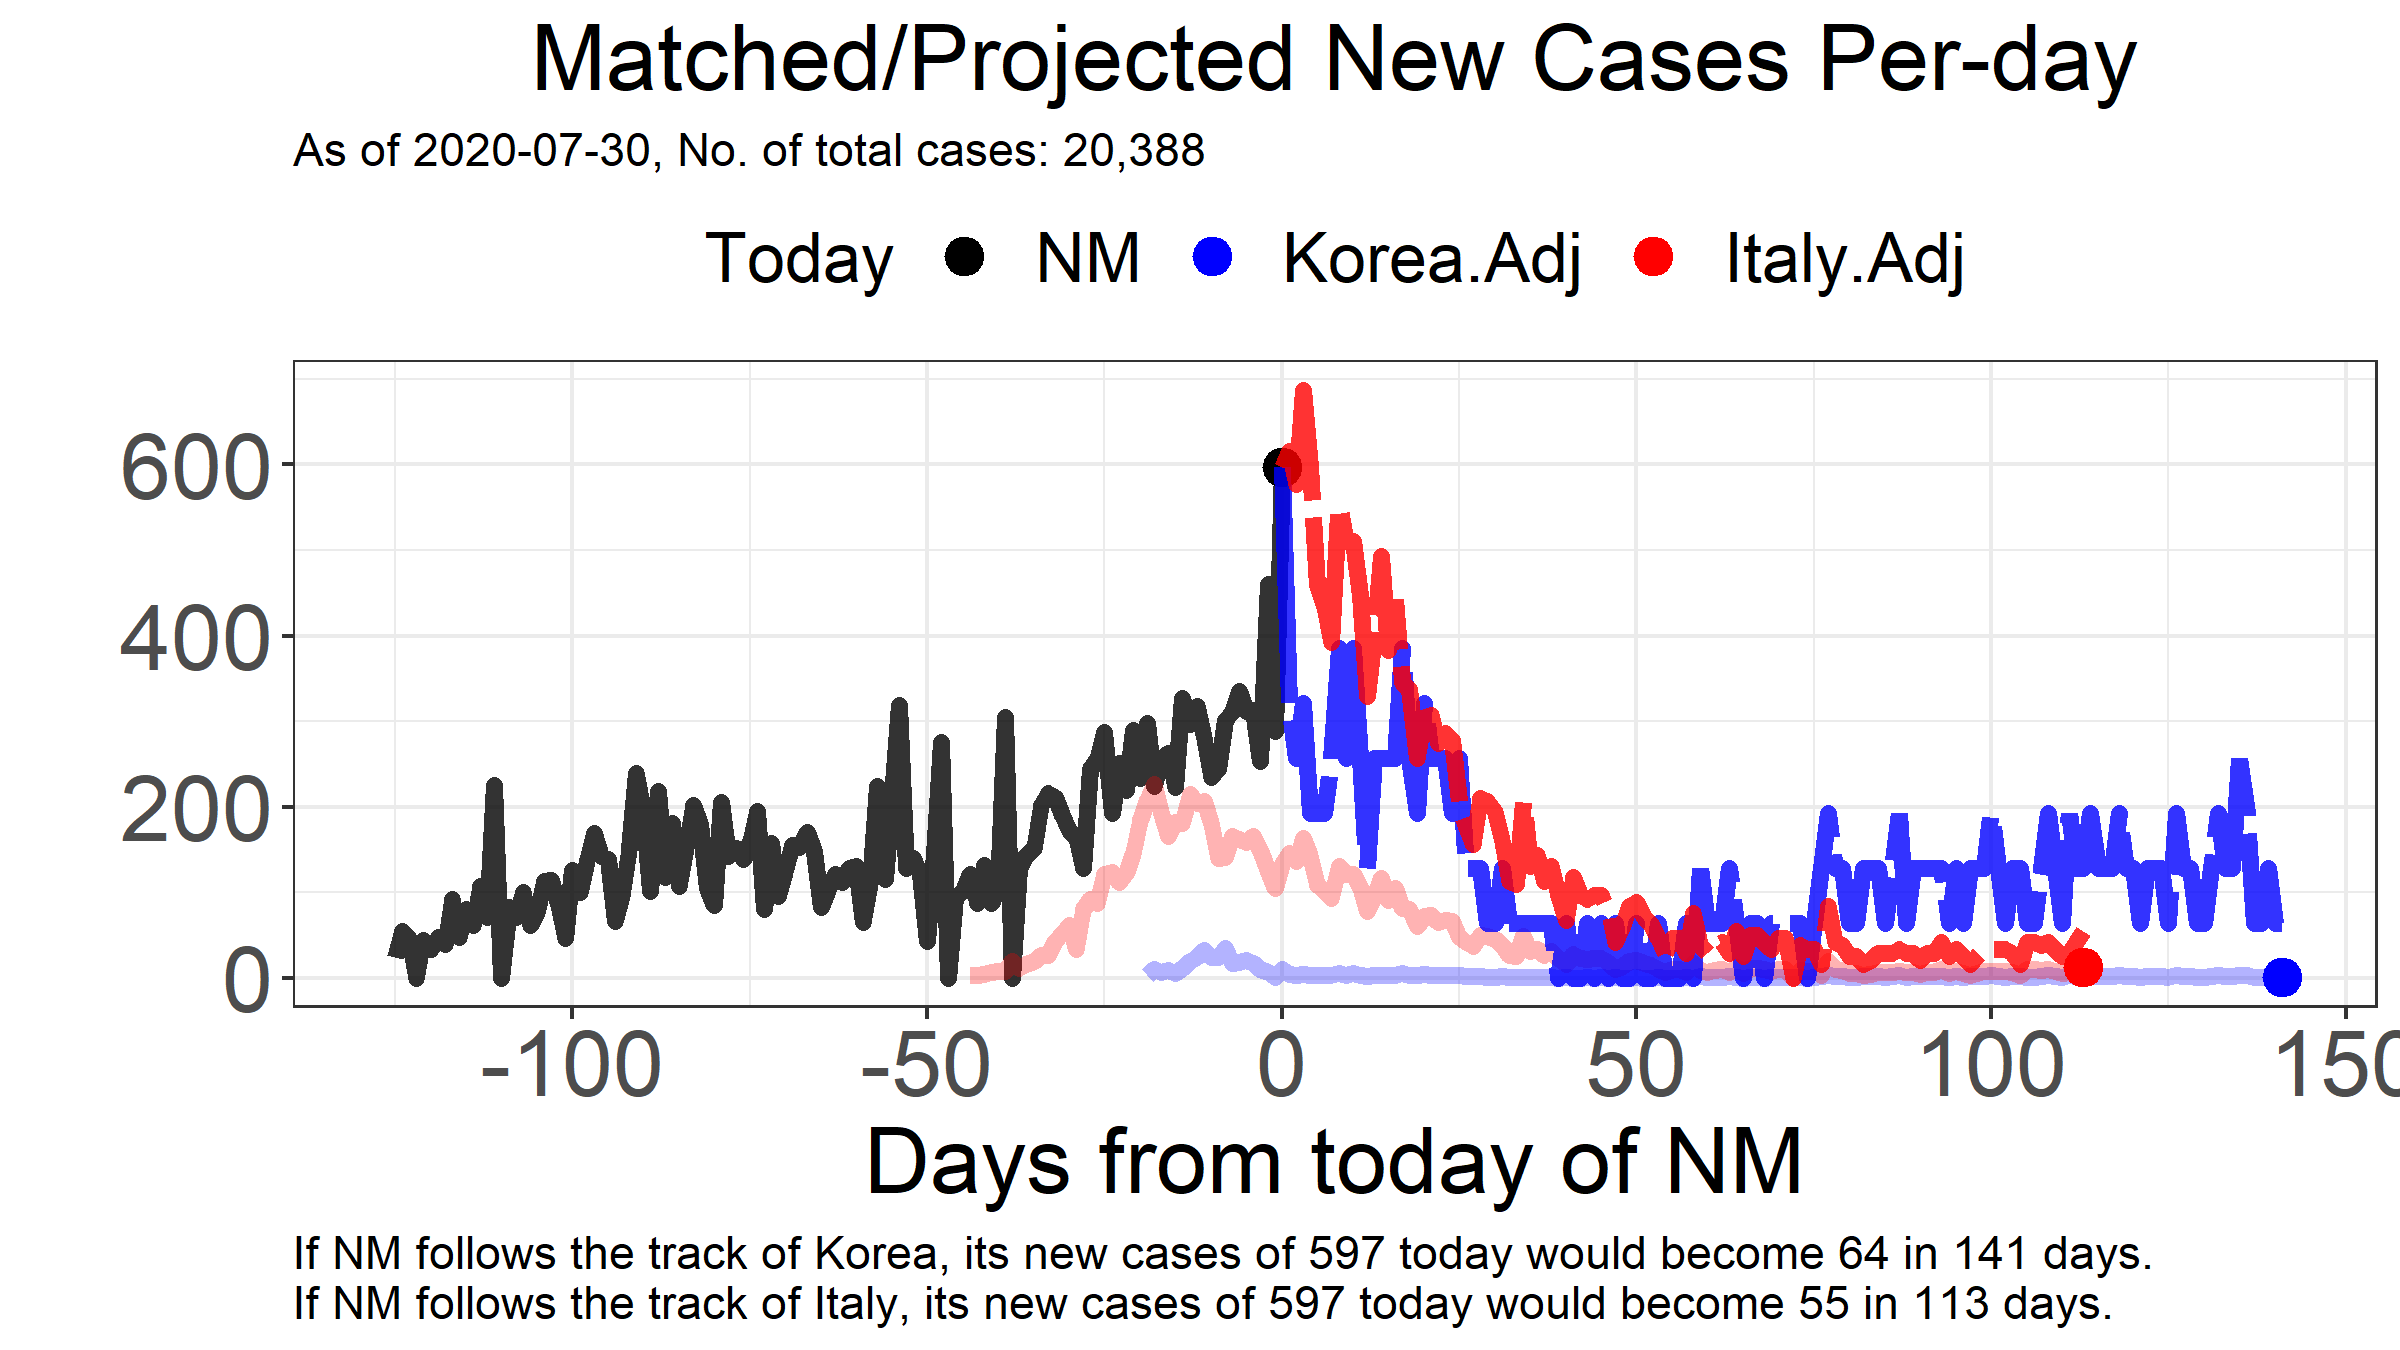 Matched/Projected New Cases Per-day
As of 2020-07-30, No. of total cases: 20,388
Today NM Korea.Adj Italy.Adj
600
400
200
0
-100 -50 0 50 100 150
Days from today of NM
If NM follows the track of Korea, its new cases of 597 today would become 64 in 141 days.
If NM follows the track of Italy, its new cases of 597 today would become 55 in 113 days.